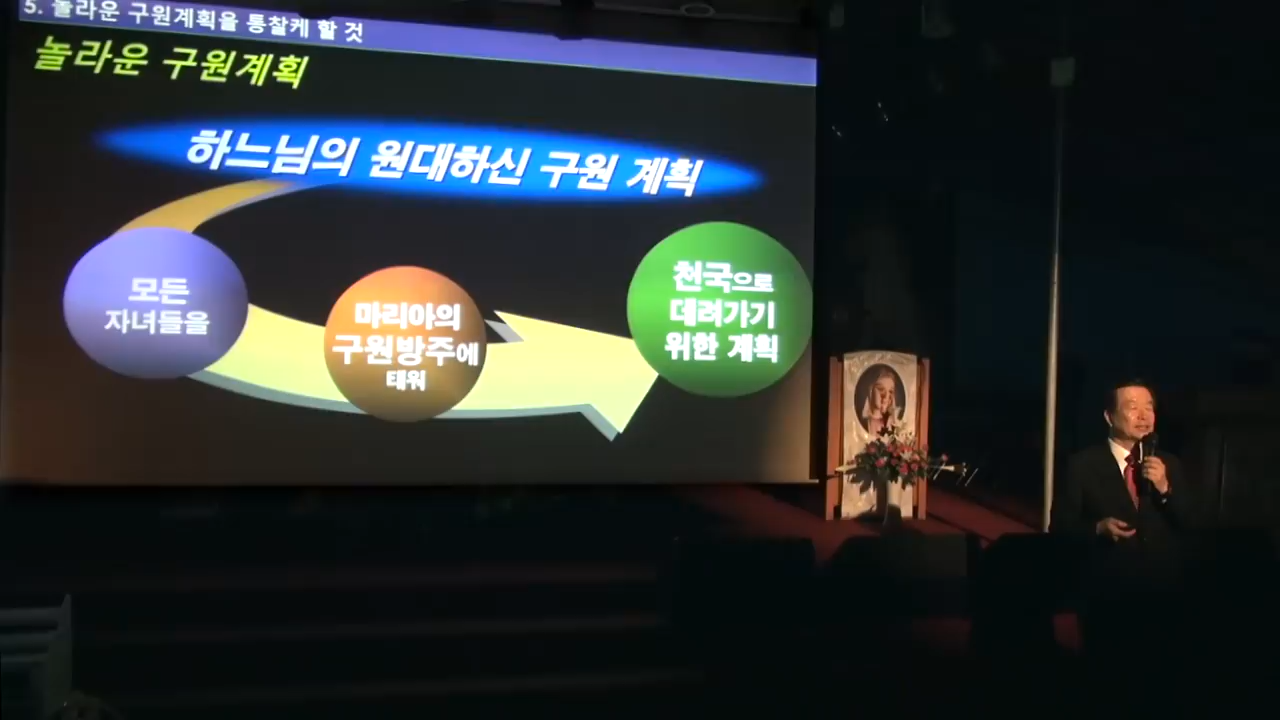 5. 놀라운 구원계획을 통찰케 할 것
놀라운 구원계획
하느님의 원대하신 구원 계획
모든
자녀들을
마리아의
구원방주에
태워
천국으로
대려가기
위한 계획